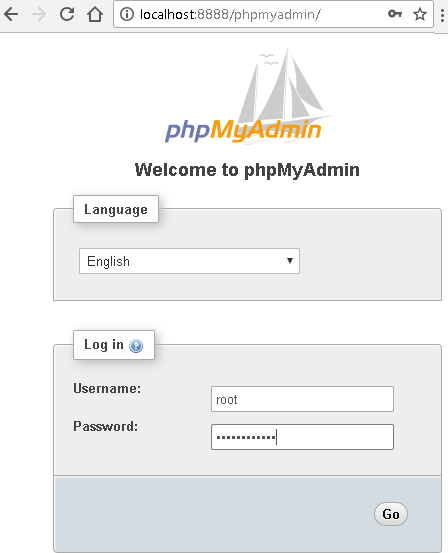 localhost:8888/phpmyadmin/
phpMyAdmin
Welcome to phpMyAdmin
Language
English
Log in
Username:
root
Password:
••••••••••••
Go